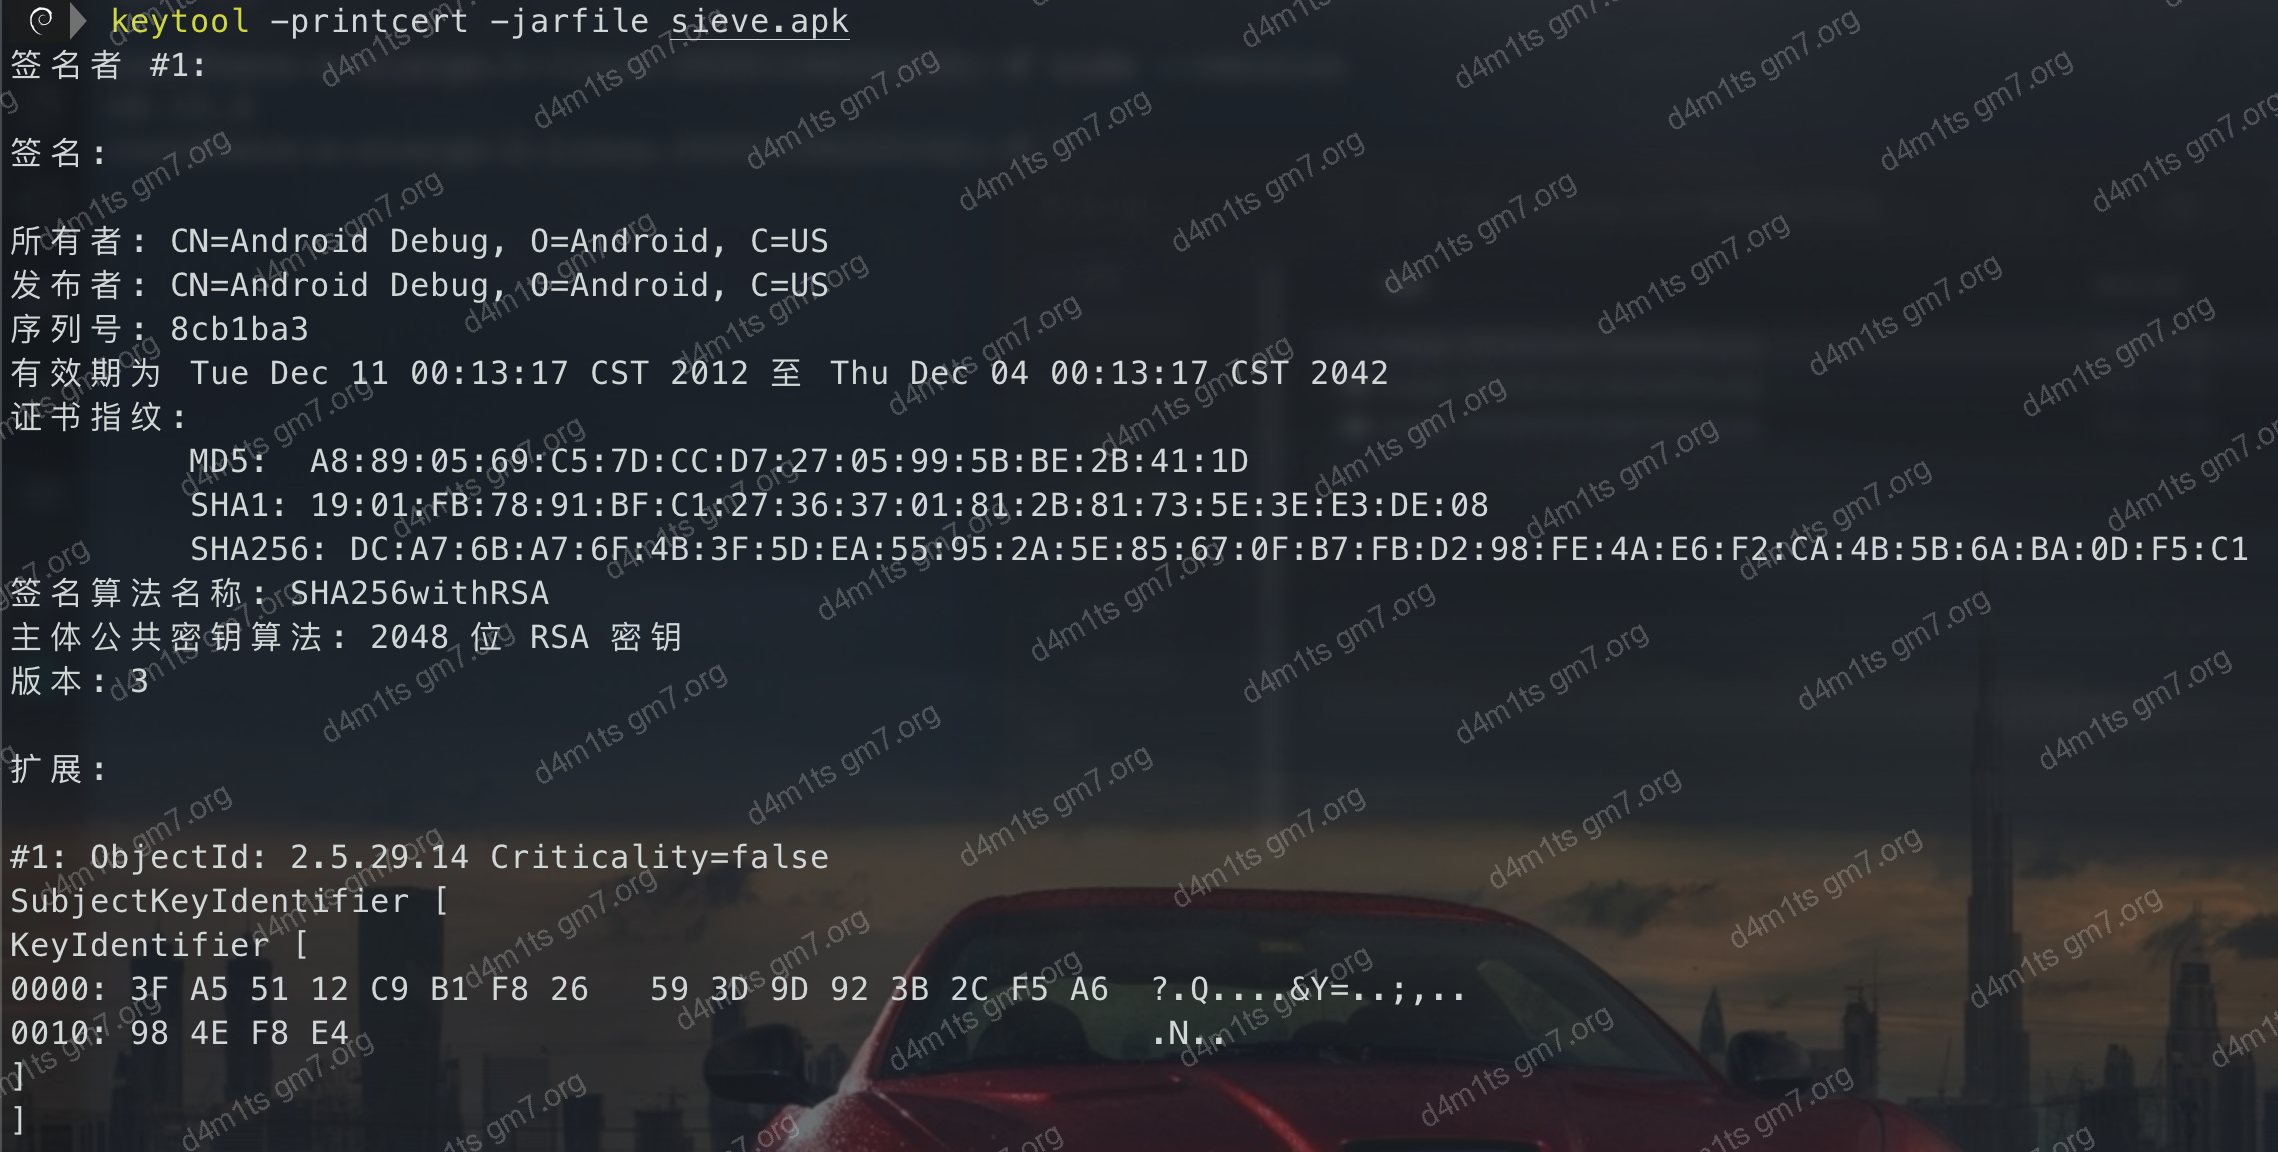 keytool -printcert -jarfile sieve.apk
签名者 #1:
签名:
所有者: CN=Android Debug, O=Android, C=US
发布者: CN=Android Debug, O=Android, C=US
序列号: 8cb1ba3
有效期为 Tue Dec 11 00:13:17 CST 2012 至 Thu Dec 04 00:13:17 CST 2042
证书指纹:
MD5: A8:89:05:69:C5:7D:CC:D7:27:05:99:5B:BE:2B:41:1D
SHA1: 19:01:FB:78:91:BF:C1:27:36:37:01:81:2B:81:73:5E:3E:E3:DE:08
SHA256: DC:A7:6B:A7:6F:4B:3F:5D:EA:55:95:2A:5E:85:67:0F:B7:FB:D2:98:FE:4A:E6:F2:CA:4B:5B:6A:BA:0D:F5:C1
签名算法名称: SHA256withRSA
主体公共密钥算法: 2048 位 RSA 密钥
版本: 3
扩展:
#1: ObjectId: 2.5.29.14 Criticality=false
SubjectKeyIdentifier [
KeyIdentifier [
0000: 3F A5 51 12 C9 B1 F8 26   59 3D 9D 92 3B 2C F5 A6  ?.Q....&Y=..;,..
0010: 98 4E F8 E4                                        .N..
]
]
d4m1ts gm7.org